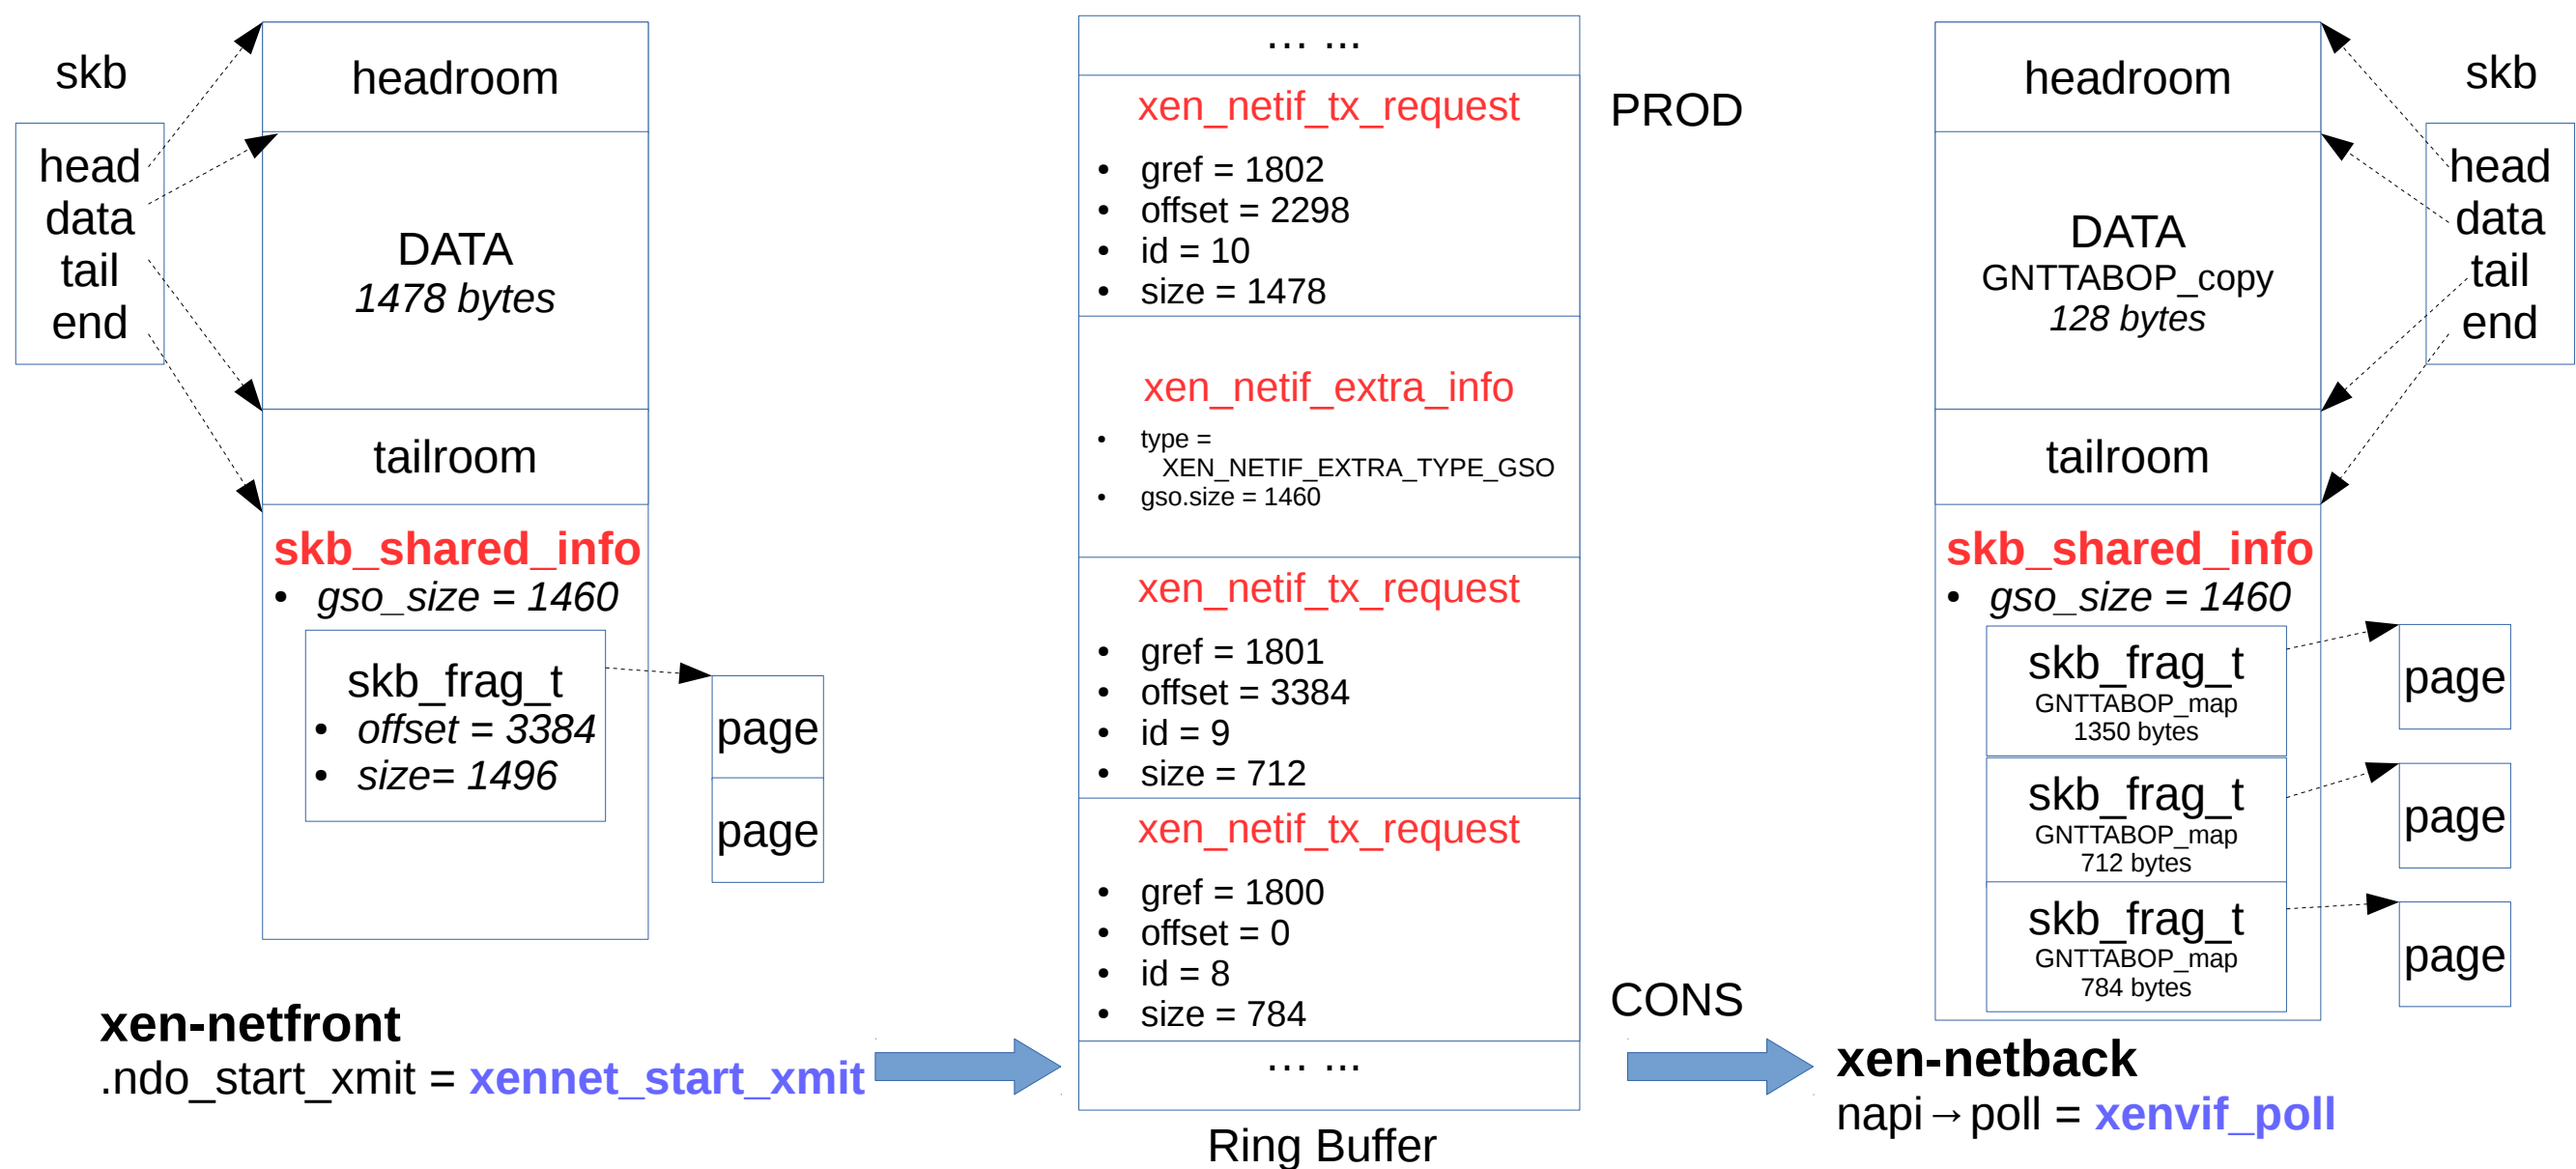 skb
head
data
tail
end
headroom
DATA
1478 bytes
tailroom
skb_shared_info
• gso_size = 1460
skb_frag_t
• offset = 3384
• size= 1496
page
page
xen-netfront
.ndo_start_xmit = xennet_start_xmit
... ...
xen_netif_tx_request
• gref = 1802
• offset = 2298
• id = 10
• size = 1478
xen_netif_extra_info
• type =
XEN_NETIF_EXTRA_TYPE_GSO
• gso.size = 1460
xen_netif_tx_request
• gref = 1801
• offset = 3384
• id = 9
• size = 712
xen_netif_tx_request
• gref = 1800
• offset = 0
• id = 8
• size = 784
... ...
Ring Buffer
PROD
CONS
headroom
DATA
GNTTABOP_copy
128 bytes
tailroom
skb_shared_info
• gso_size = 1460
skb_frag_t
GNTTABOP_map
1350 bytes
skb_frag_t
GNTTABOP_map
712 bytes
skb_frag_t
GNTTABOP_map
784 bytes
skb
head
data
tail
end
page
page
page
xen-netback
napi→poll = xenvif_poll